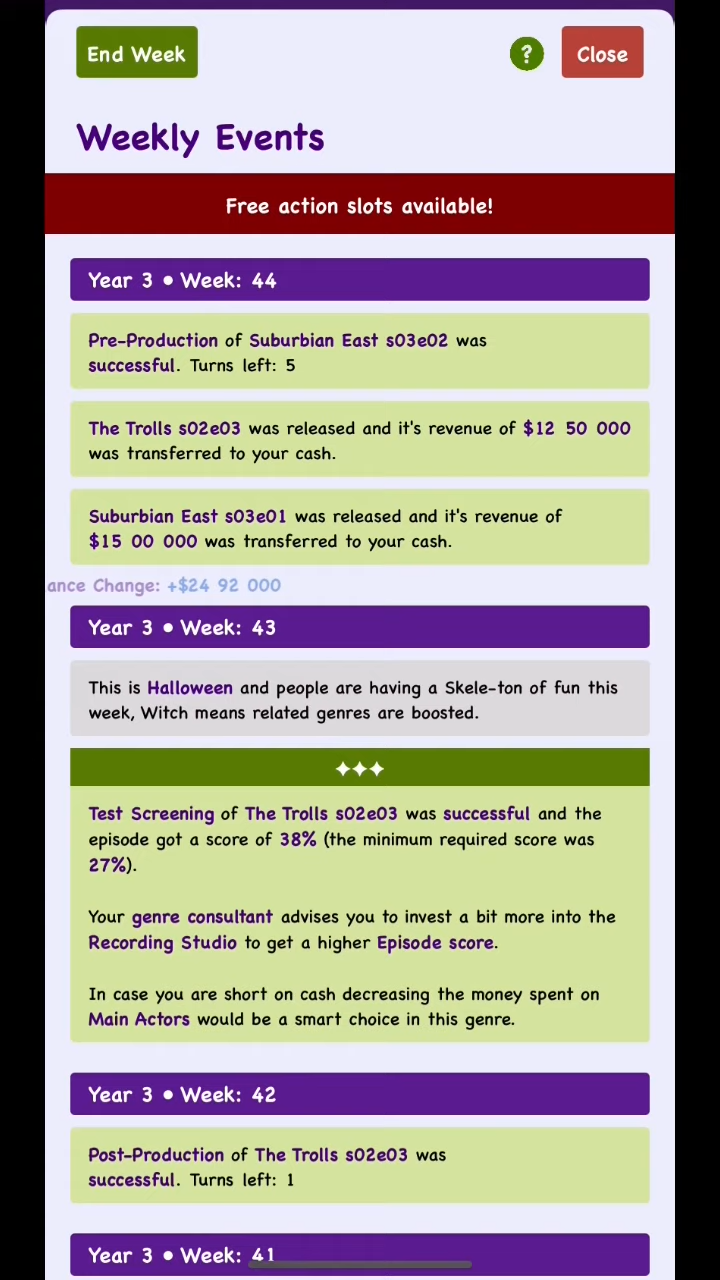 End Week
?
Close
Weekly Events
Free action slots available!
Year 3 • Week: 44
Pre-Production of Suburbian East s03e02 was
successful. Turns left: 5
The Trolls s02e03 was released and it's revenue of $12 50 000
was transferred to your cash.
Suburbian East s03e01 was released and it's revenue of
$15 00 000 was transferred to your cash.
ance Change: +$24 92 000
Year 3 • Week: 43
This is Halloween and people are having a Skele-ton of fun this
week, Witch means related genres are boosted.
Test Screening of The Trolls s02e03 was successful and the
episode got a score of 38% (the minimum required score was
27%).
Your genre consultant advises you to invest a bit more into the
Recording Studio to get a higher Episode score.
In case you are short on cash decreasing the money spent on
Main Actors would be a smart choice in this genre.
Year 3 • Week: 42
Post-Production of The Trolls s02e03 was
successful. Turns left: 1
Year 3 • Week: 41